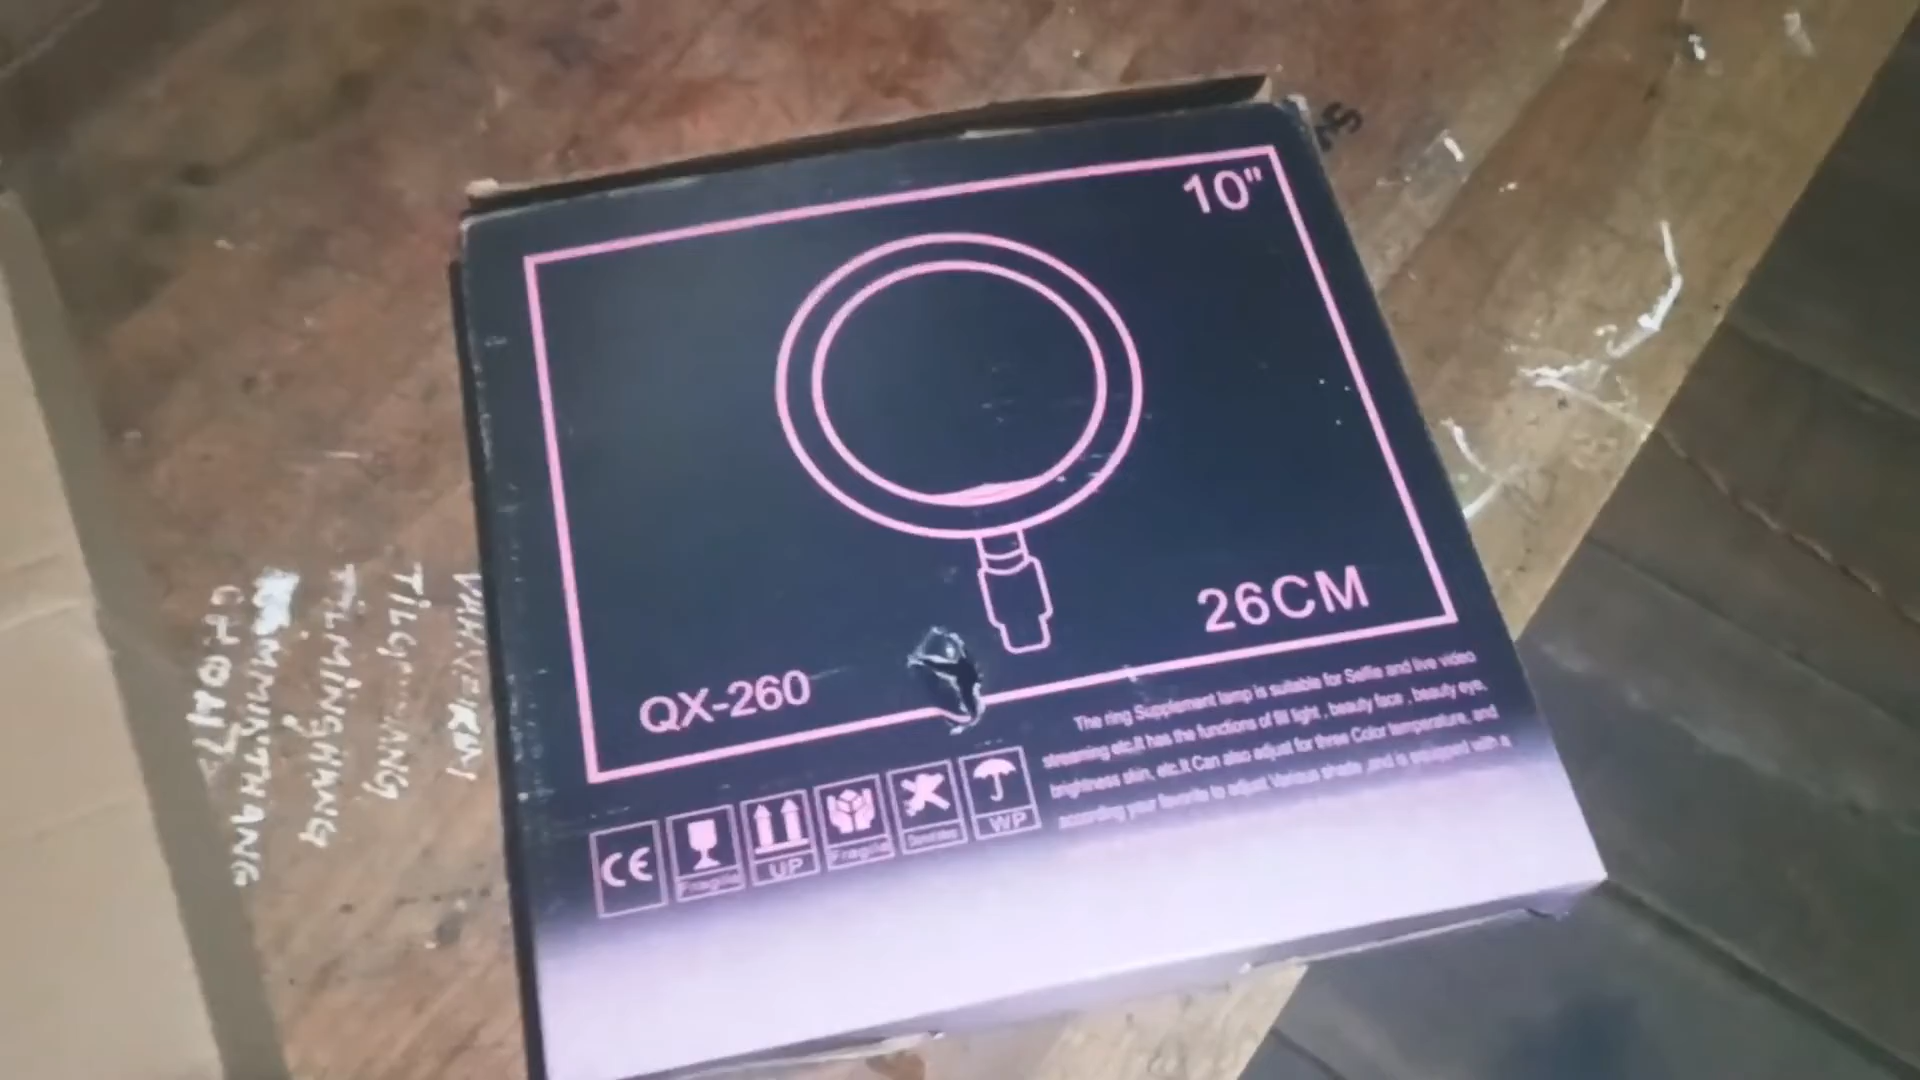 10"
26CM
QX-260
The ring Supplement lamp is suitable for Selfie and live video
streaming etc.It has the functions of fill light , beauty face , beauty eye,
brightness skin, etc.It Can also adjust for three Color temperature, and
according your favorite to adjust Various shade ,and is equipped with a
CE
Fragile
UP
Fragile
WP
TILMINGHANG